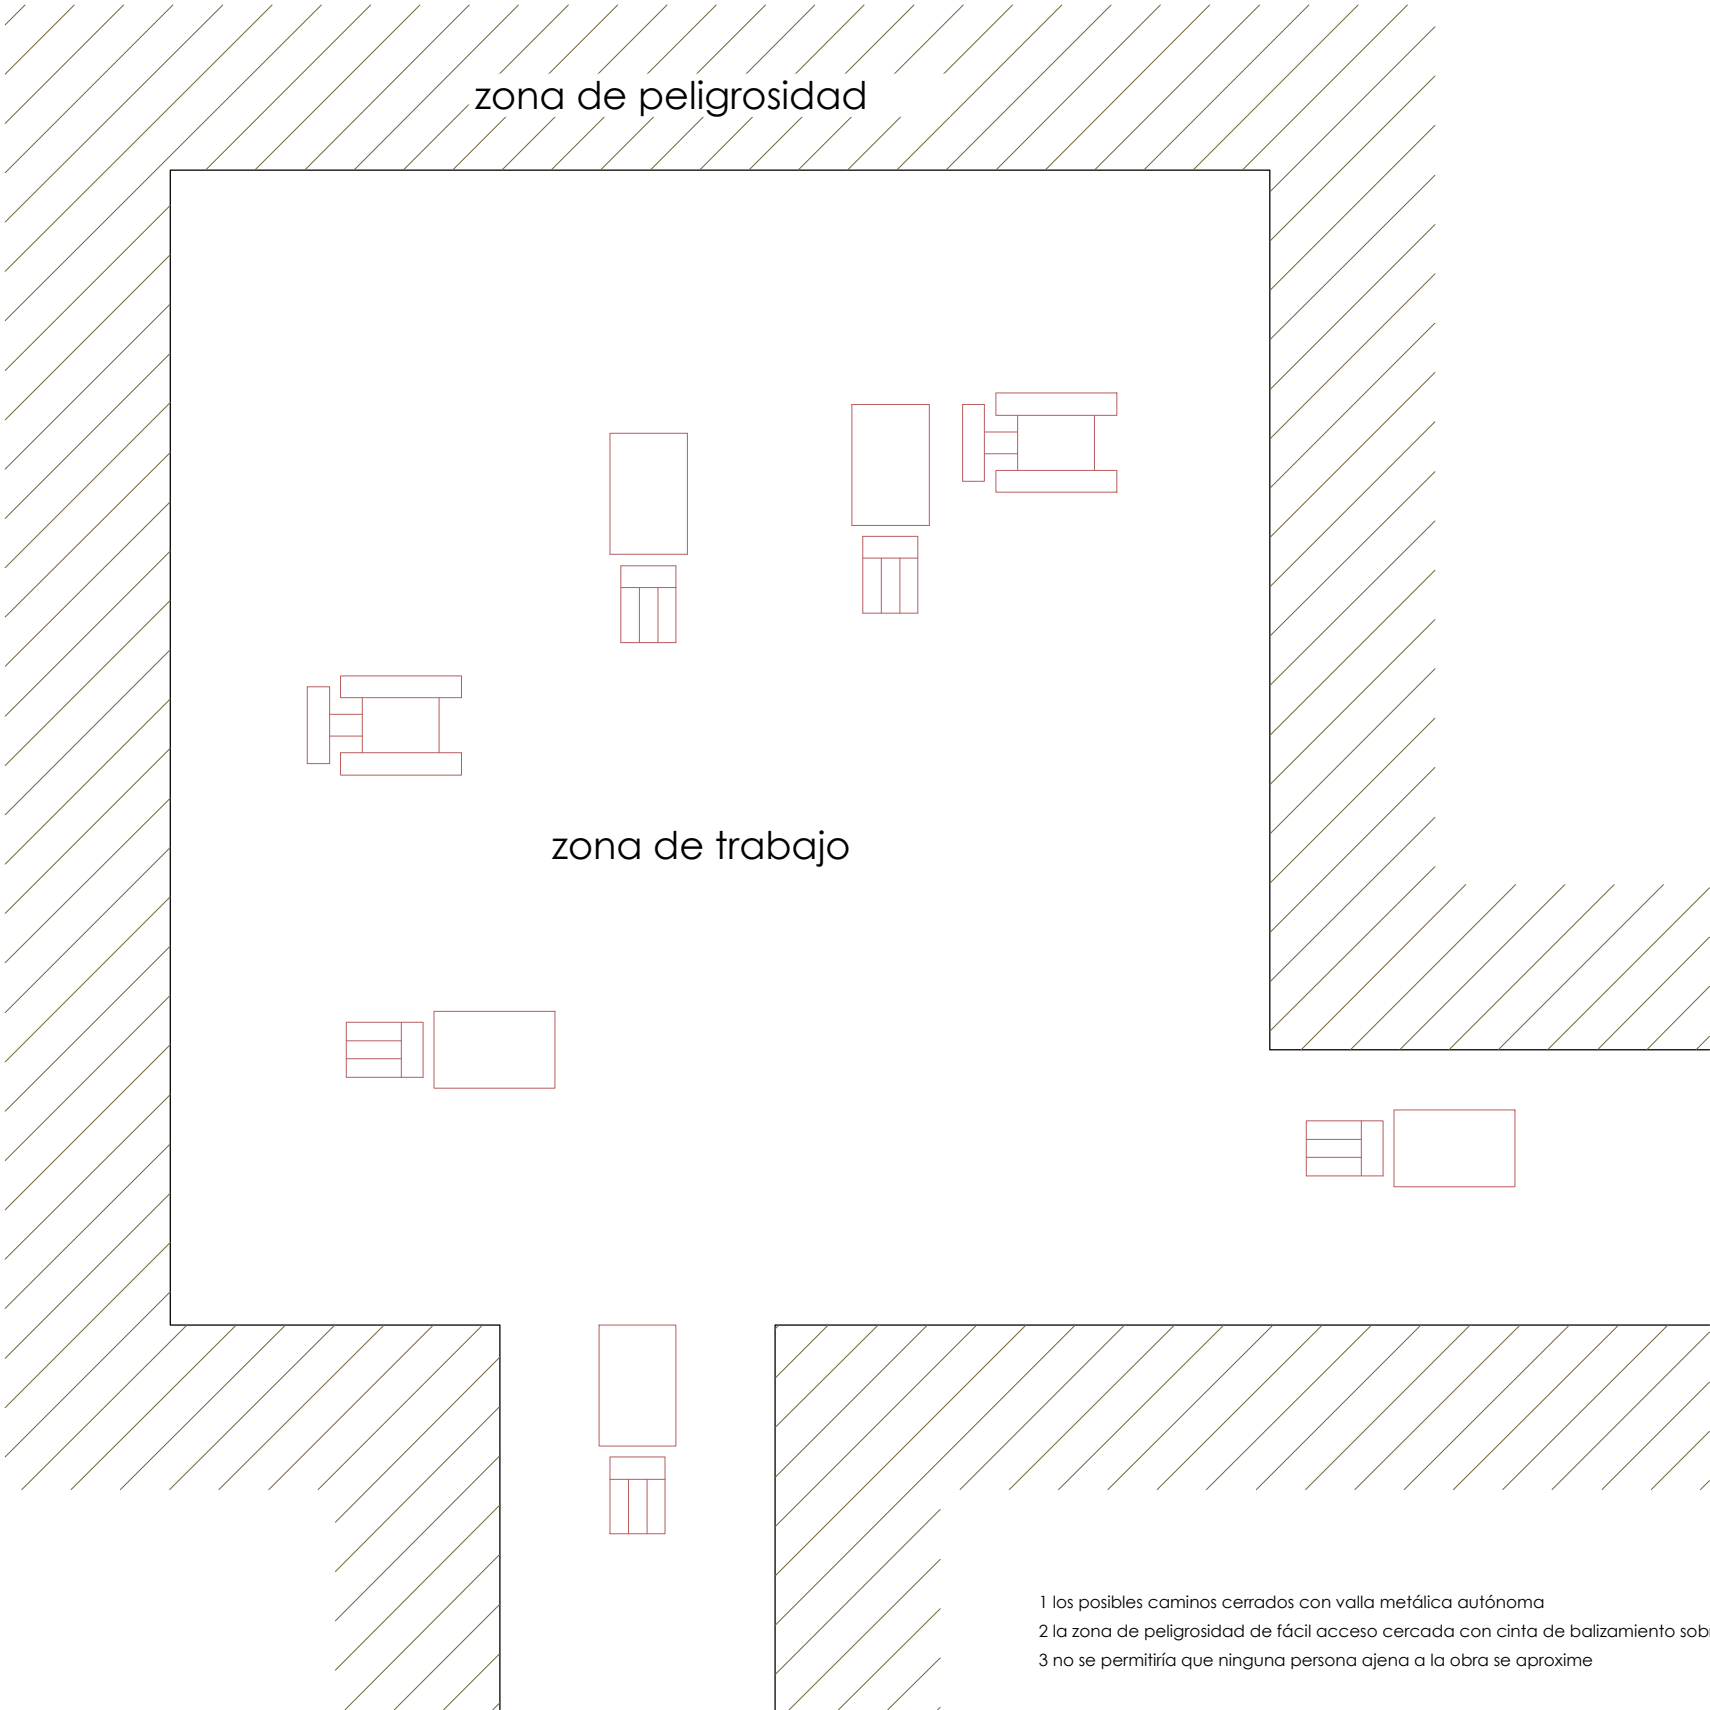 zona de peligrosidad
zona de trabajo
1 los posibles caminos cerrados con valla metálica autónoma
2 la zona de peligrosidad de fácil acceso cercada con cinta de balizamiento
3 no se permitiría que ninguna persona ajena a la obra se aproxime